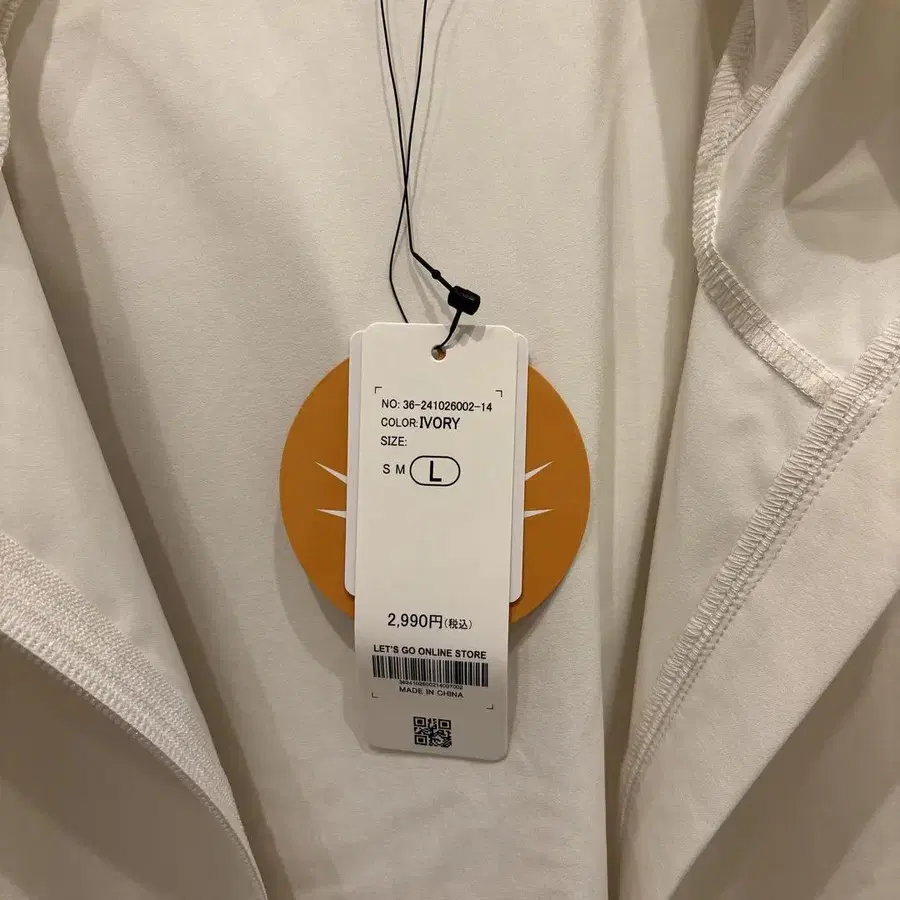 NO: 36-241026002-14
COLOR:IVORY
SIZE:
S M L
2,990円(税込)
LET'S GO ONLINE STORE
MADE IN CHINA